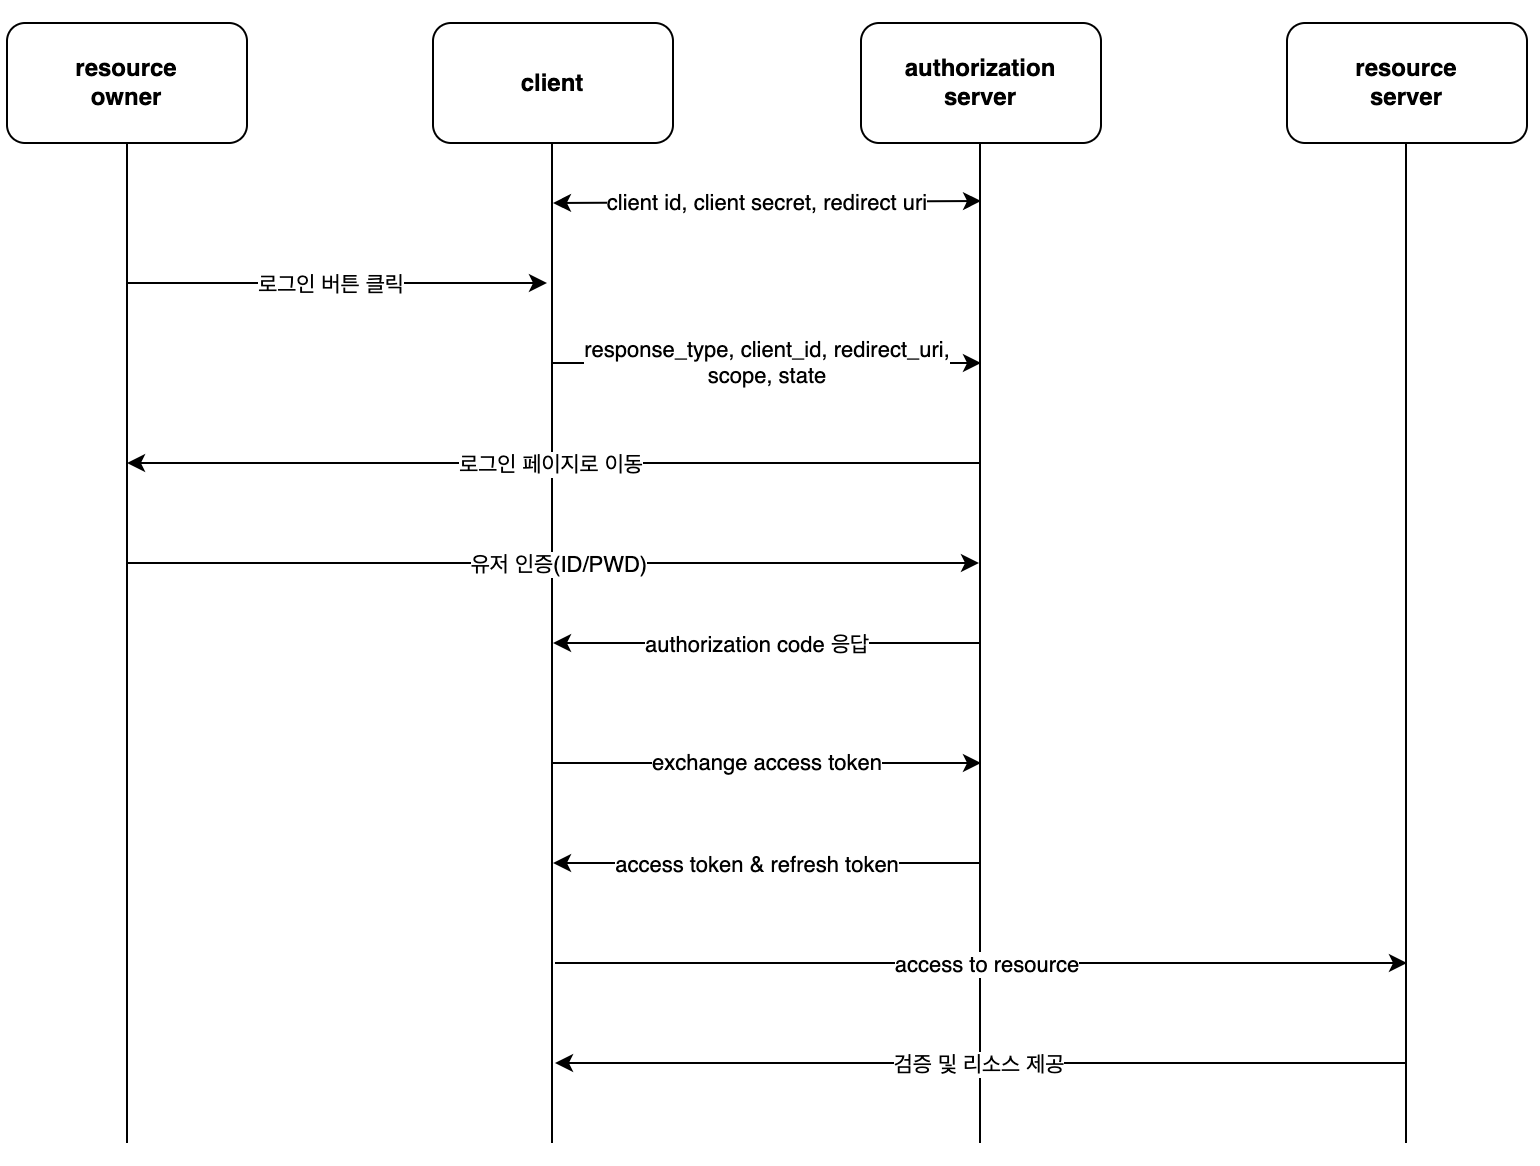 resource
owner
client
authorization
server
resource
server
client id, client secret, redirect uri
로그인 버튼 클릭
response_type, client_id, redirect_uri,
scope, state
로그인 페이지로 이동
유저 인증(ID/PWD)
authorization code 응답
exchange access token
access token & refresh token
access to resource
검증 및 리소스 제공